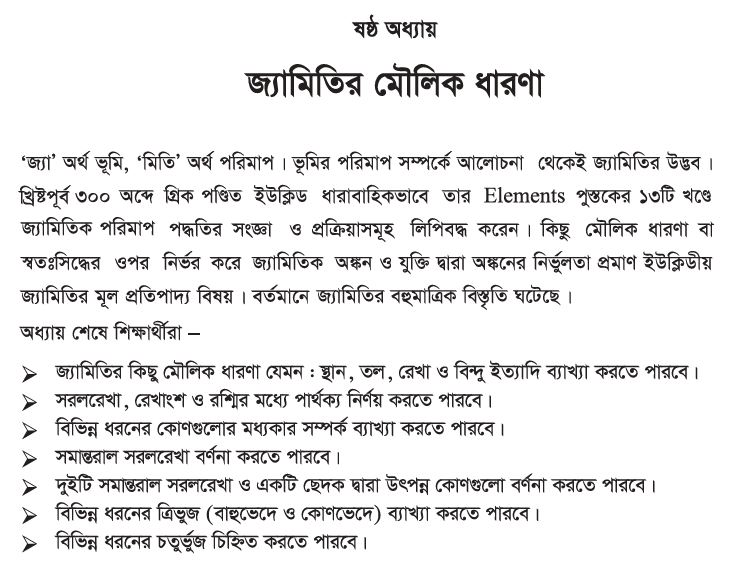 ষষ্ঠ অধ্যায়
জ্যামিতির মৌলিক ধারণা
‘জ্যা’ অর্থ ভূমি, ‘মিতি’ অর্থ পরিমাপ। ভূমির পরিমাপ সম্পর্কে আলোচনা থেকেই জ্যামিতির উদ্ভব।
খ্রিষ্টপূর্ব ৩০০ অব্দে গ্রিক পণ্ডিত ইউক্লিড ধারাবাহিকভাবে তার Elements পুস্তকের ১৩টি খণ্ডে
জ্যামিতিক পরিমাপ পদ্ধতির সংজ্ঞা ও প্রক্রিয়াসমূহ লিপিবদ্ধ করেন। কিছু মৌলিক ধারণা বা
স্বতঃসিদ্ধের ওপর নির্ভর করে জ্যামিতিক অঙ্কন ও যুক্তি দ্বারা অঙ্কনের নির্ভুলতা প্রমাণ ইউক্লিডীয়
জ্যামিতির মূল প্রতিপাদ্য বিষয়। বর্তমানে জ্যামিতির বহুমাত্রিক বিস্তৃতি ঘটেছে।
অধ্যায় শেষে শিক্ষার্থীরা –
➢ জ্যামিতির কিছু মৌলিক ধারণা যেমন : স্থান, তল, রেখা ও বিন্দু ইত্যাদি ব্যাখ্যা করতে পারবে।
➢ সরলরেখা, রেখাংশ ও রশ্মির মধ্যে পার্থক্য নির্ণয় করতে পারবে।
➢ বিভিন্ন ধরনের কোণগুলোর মধ্যকার সম্পর্ক ব্যাখ্যা করতে পারবে।
➢ সমান্তরাল সরলরেখা বর্ণনা করতে পারবে।
➢ দুইটি সমান্তরাল সরলরেখা ও একটি ছেদক দ্বারা উৎপন্ন কোণগুলো বর্ণনা করতে পারবে।
➢ বিভিন্ন ধরনের ত্রিভুজ (বাহুভেদে ও কোণভেদে) ব্যাখ্যা করতে পারবে।
➢ বিভিন্ন ধরনের চতুর্ভুজ চিহ্নিত করতে পারবে।